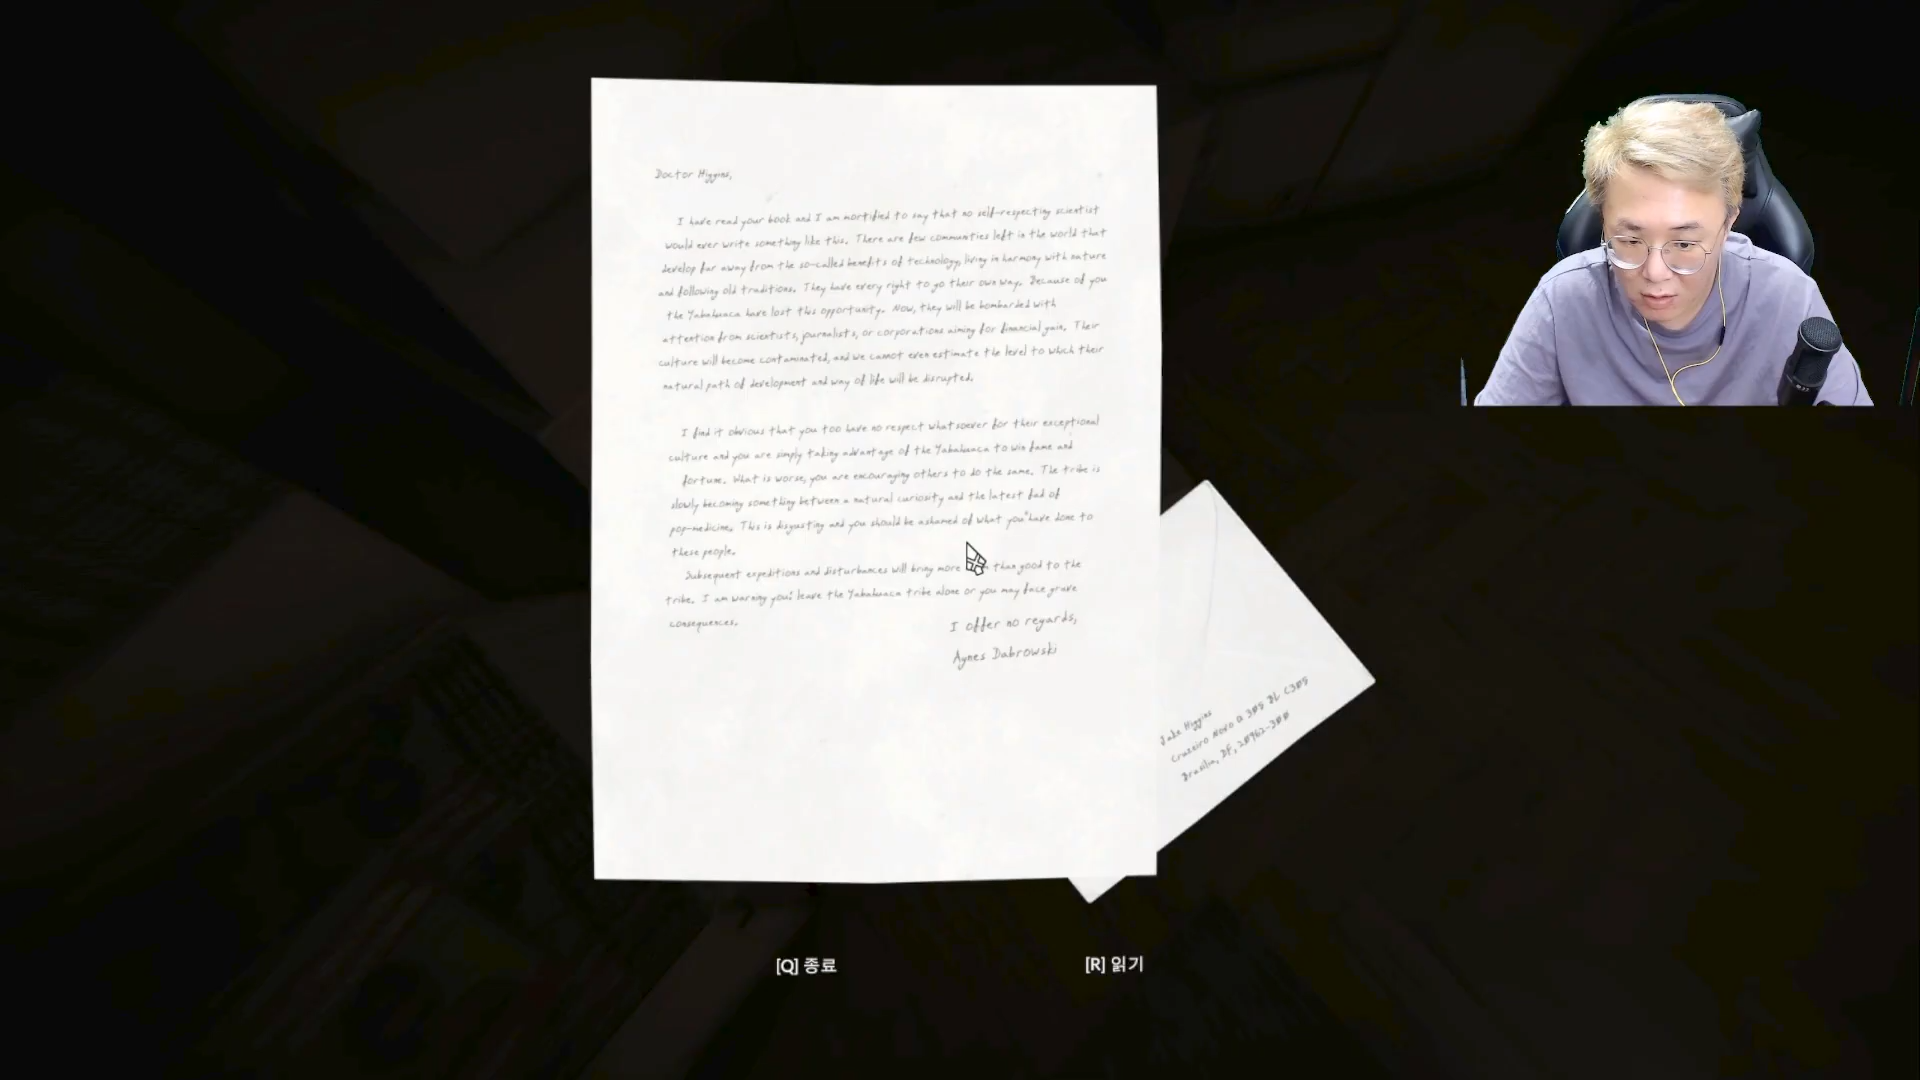 Doctor Higgins,
I have read your book and I am mortified to say that no self-respecting scientist
would ever write something like this. There are few communities left in the world that
develop far away from the so-called benefits of technology, living in harmony with nature
and following old traditions. They have every right to go their own way. Because of you
the Yabahuaca have lost this opportunity. Now, they will be bombarded with
attention from scientists, journalists, or corporations aiming for financial gain. Their
culture will become contaminated, and we cannot even estimate the level to which their
natural path of development and way of life will be disrupted.
I find it obvious that you too have no respect whatsoever for their exceptional
culture and you are simply taking advantage of the Yabahuaca to win fame and
fortune. What is worse, you are encouraging others to do the same. The tribe is
slowly becoming something between a natural curiosity and the latest fad of
pop-medicine. This is disgusting and you should be ashamed of what you have done to
these people.
Subsequent expeditions and disturbances will bring more than good to the
tribe. I am warning you: leave the Yabahuaca tribe alone or you may face grave
consequences.
I offer no regards,
Agnes Dabrowski
Jake Higgins
Cruzeiro Novo Q 305 BL C305
Brasilia, DF, 20962-300
[Q] 종료
[R] 읽기